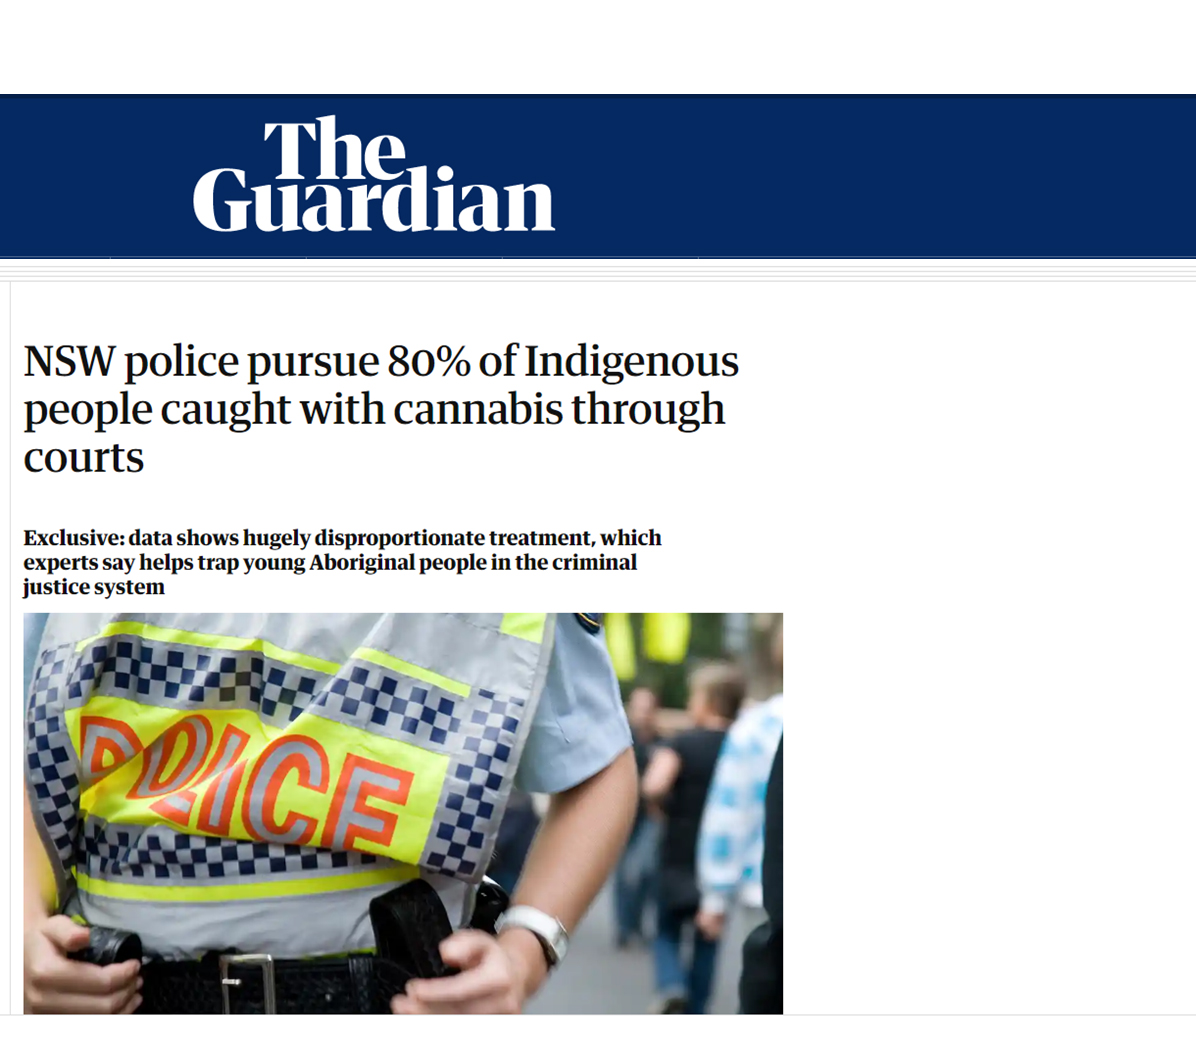 The
Guardian
NSW police pursue 80% of Indigenous
people caught with cannabis through
courts
Exclusive: data shows hugely disproportionate treatment, which
experts say helps trap young Aboriginal people in the criminal
justice system
POLICE